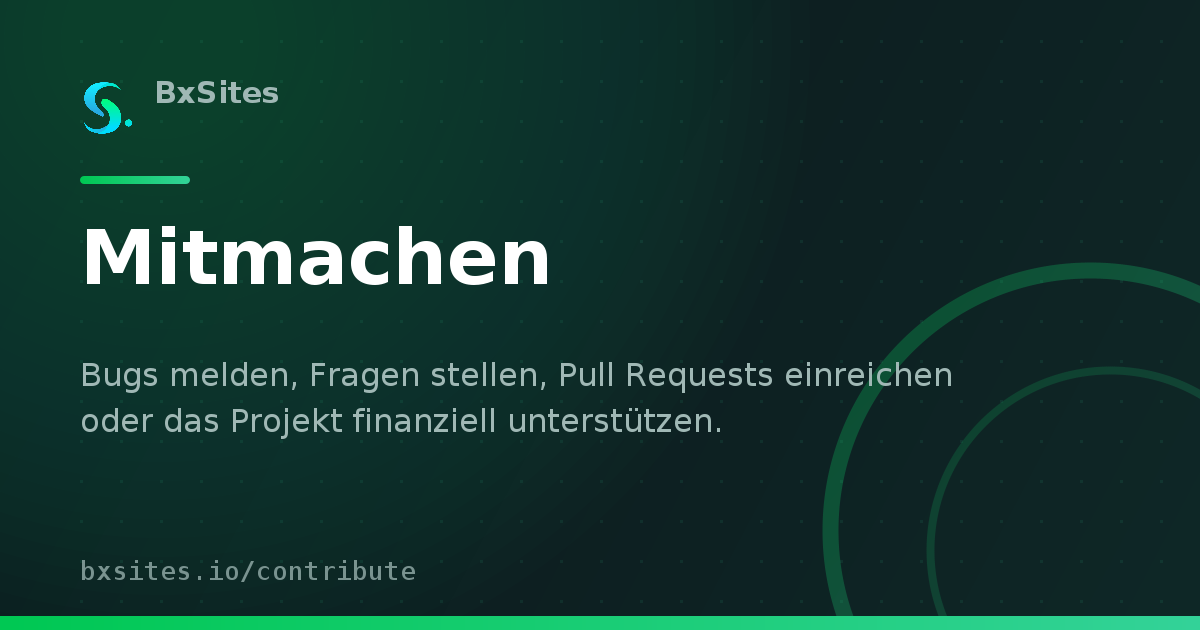 BxSites
Mitmachen
Bugs melden, Fragen stellen, Pull Requests einreichen
oder das Projekt finanziell unterstützen.
bxsites.io/contribute